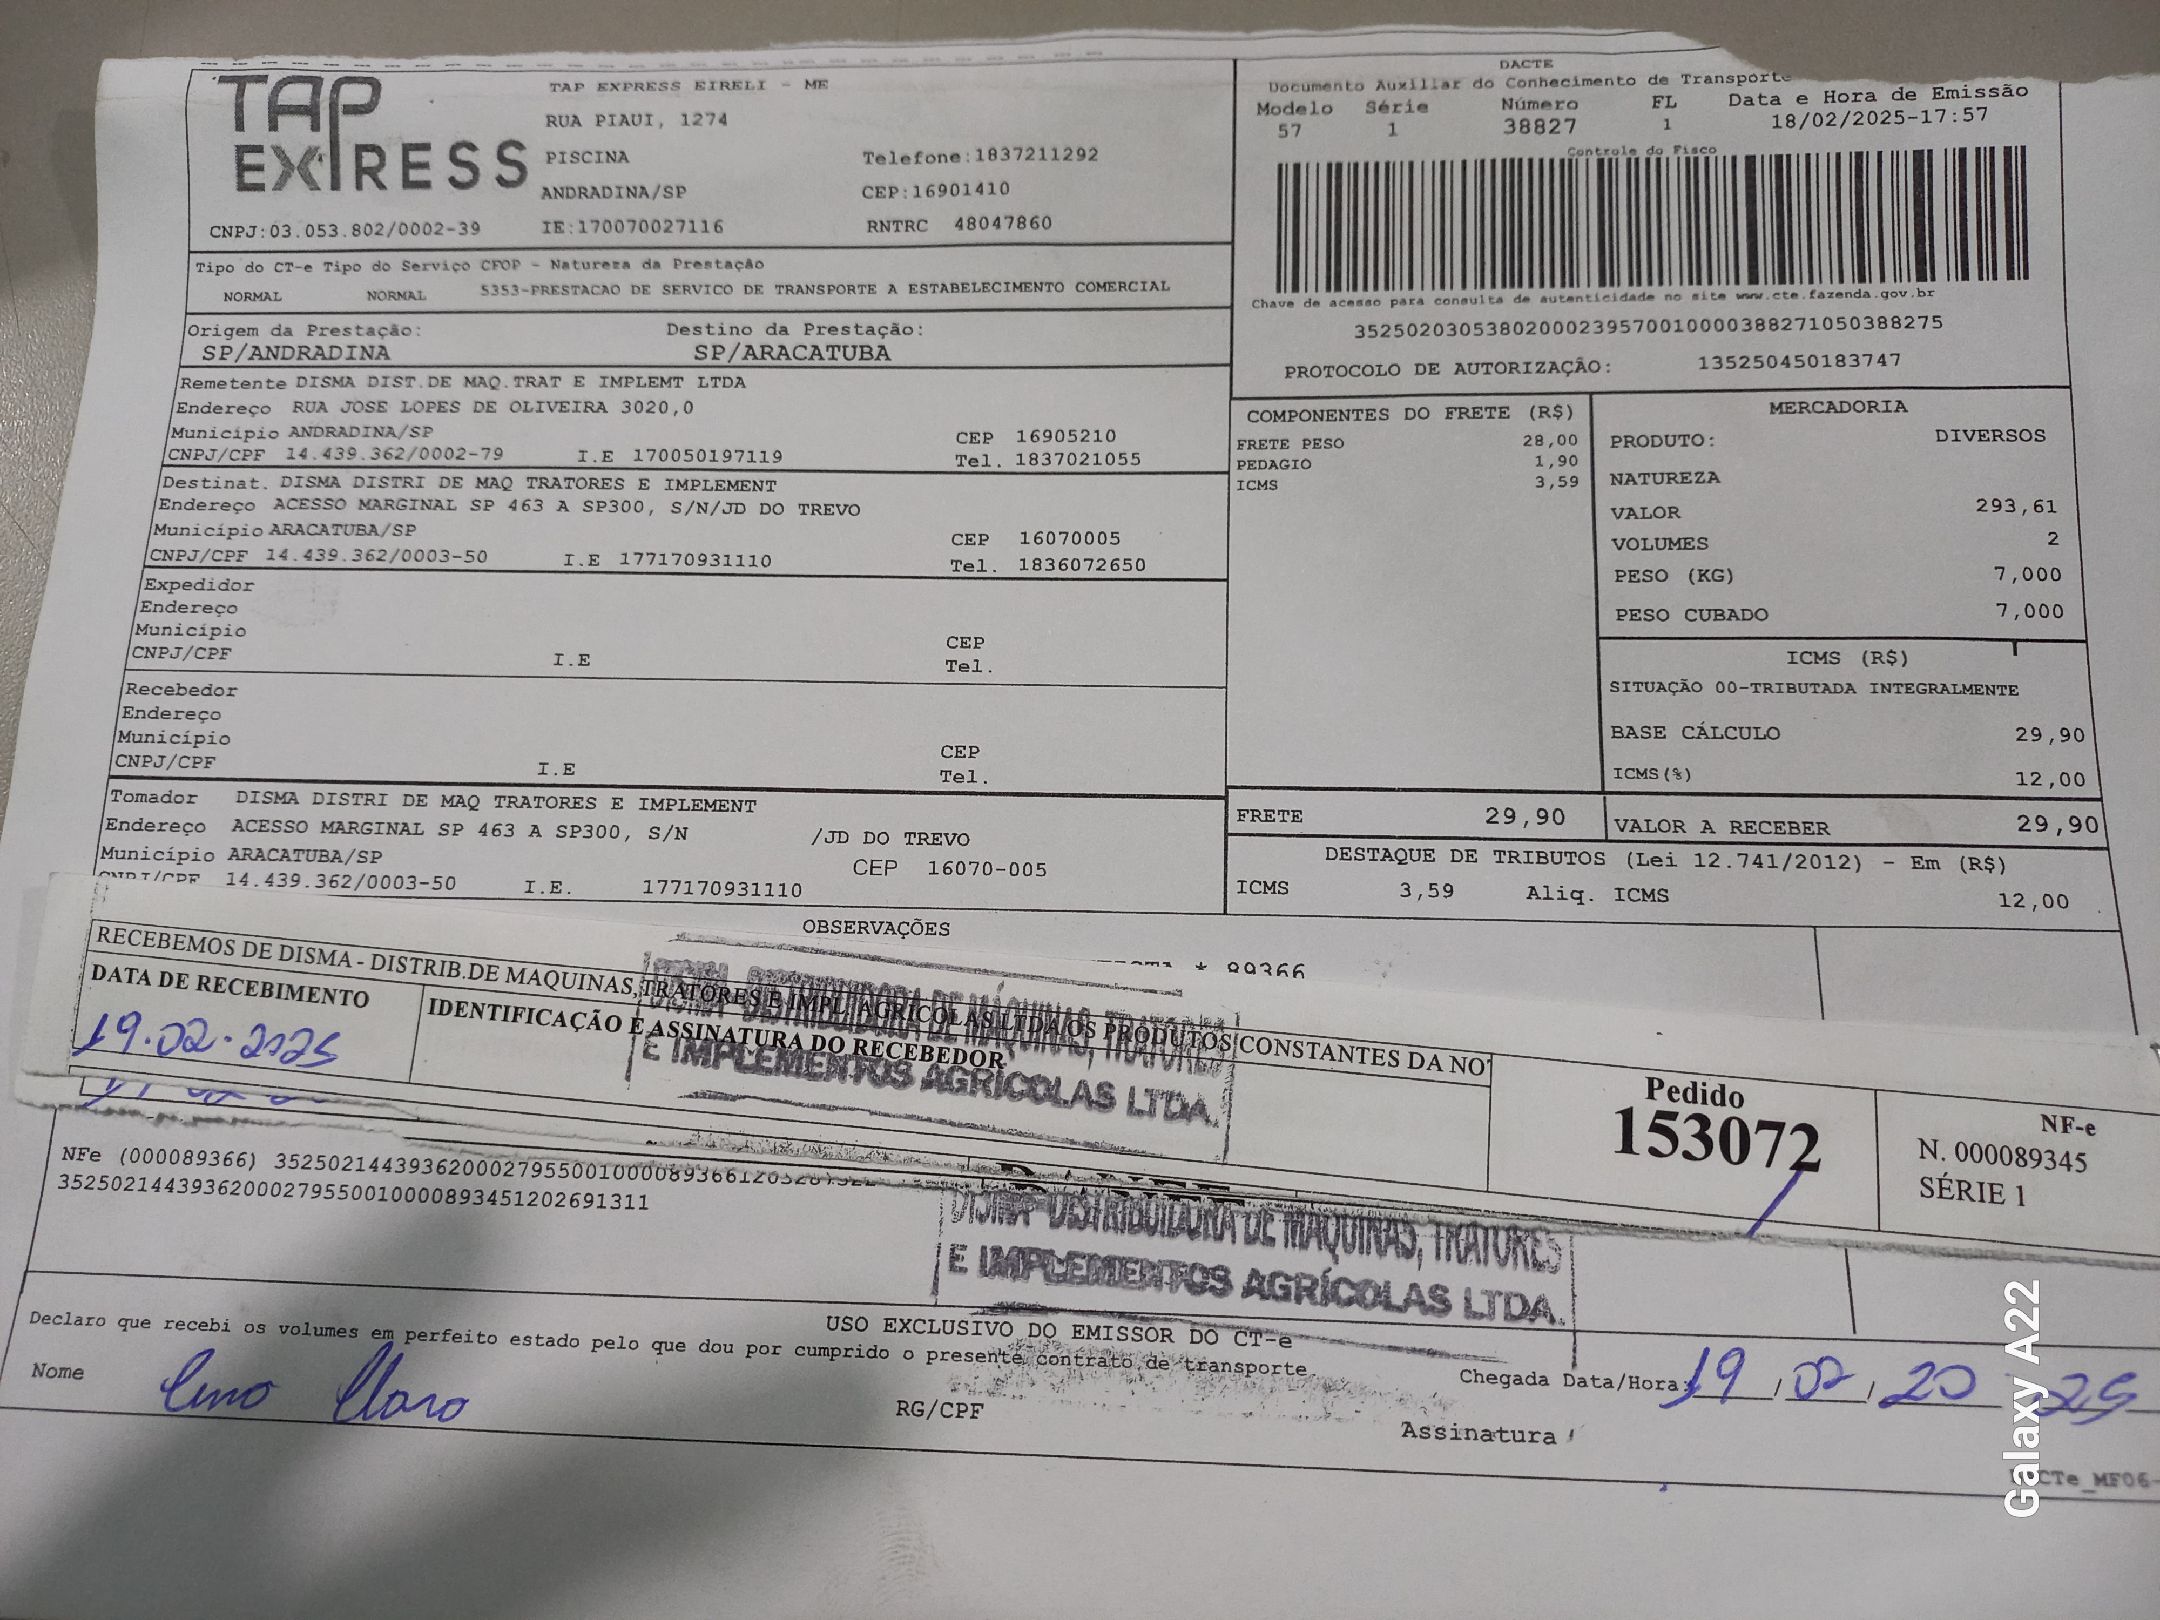 TAP EXPRESS
TAP EXPRESS EIRELI - ME
RUA PIAUI, 1274
PISCINA Telefone:1837211292
ANDRADINA/SP CEP:16901410
CNPJ:03.053.802/0002-39 IE:170070027116 RNTRC 48047860
DACTE
Documento Auxiliar do Conhecimento de Transporte
Modelo Série Número FL Data e Hora de Emissão
57 1 38827 1 18/02/2025-17:57
Controle do Fisco
Chave de acesso para consulta de autenticidade no site www.cte.fazenda.gov.br
35250203053802000239570010000388271050388275
PROTOCOLO DE AUTORIZAÇÃO: 135250450183747
Tipo do CT-e Tipo do Serviço CFOP - Natureza da Prestação
NORMAL NORMAL 5353-PRESTACAO DE SERVICO DE TRANSPORTE A ESTABELECIMENTO COMERCIAL
Origem da Prestação: Destino da Prestação:
SP/ANDRADINA SP/ARACATUBA
Remetente DISMA DIST.DE MAQ.TRAT E IMPLEMT LTDA
Endereço RUA JOSE LOPES DE OLIVEIRA 3020,0
Município ANDRADINA/SP CEP 16905210
CNPJ/CPF 14.439.362/0002-79 I.E 170050197119 Tel. 1837021055
Destinat. DISMA DISTRI DE MAQ TRATORES E IMPLEMENT
Endereço ACESSO MARGINAL SP 463 A SP300, S/N/JD DO TREVO
Município ARACATUBA/SP CEP 16070005
CNPJ/CPF 14.439.362/0003-50 I.E 177170931110 Tel. 1836072650
Expedidor
Endereço
Município CEP
CNPJ/CPF I.E Tel.
Recebedor
Endereço
Município CEP
CNPJ/CPF I.E Tel.
Tomador DISMA DISTRI DE MAQ TRATORES E IMPLEMENT
Endereço ACESSO MARGINAL SP 463 A SP300, S/N /JD DO TREVO
Município ARACATUBA/SP CEP 16070-005
CNPJ/CPF 14.439.362/0003-50 I.E. 177170931110
COMPONENTES DO FRETE (R$)
FRETE PESO 28,00
PEDAGIO 1,90
ICMS 3,59
MERCADORIA
PRODUTO: DIVERSOS
NATUREZA
VALOR 293,61
VOLUMES 2
PESO (KG) 7,000
PESO CUBADO 7,000
ICMS (R$)
SITUAÇÃO 00-TRIBUTADA INTEGRALMENTE
BASE CÁLCULO 29,90
ICMS(%) 12,00
FRETE 29,90 VALOR A RECEBER 29,90
DESTAQUE DE TRIBUTOS (Lei 12.741/2012) - Em (R$)
ICMS 3,59 Aliq. ICMS 12,00
OBSERVAÇÕES
* 89366
RECEBEMOS DE DISMA - DISTRIB.DE MAQUINAS,TRATORES E IMPL. AGRICOLAS LTDA OS PRODUTOS CONSTANTES DA NO
DATA DE RECEBIMENTO IDENTIFICAÇÃO E ASSINATURA DO RECEBEDOR
19.02.2025
DISMA DISTRIBUIDORA DE MÁQUINAS, TRATORES
E IMPLEMENTOS AGRÍCOLAS LTDA.
Pedido
153072
NF-e
N. 000089345
SÉRIE 1
NFe (000089366) 3525021443936200027955001000089366120
35250214439362000279550010000893451202691311
DISMA DISTRIBUIDORA DE MÁQUINAS, TRATORES
E IMPLEMENTOS AGRÍCOLAS LTDA.
USO EXCLUSIVO DO EMISSOR DO CT-e
Declaro que recebi os volumes em perfeito estado pelo que dou por cumprido o presente contrato de transporte.
Nome RG/CPF Assinatura
Chegada Data/Hora: 19 / 02 / 20 25
CTe_MF06-
Galaxy A22